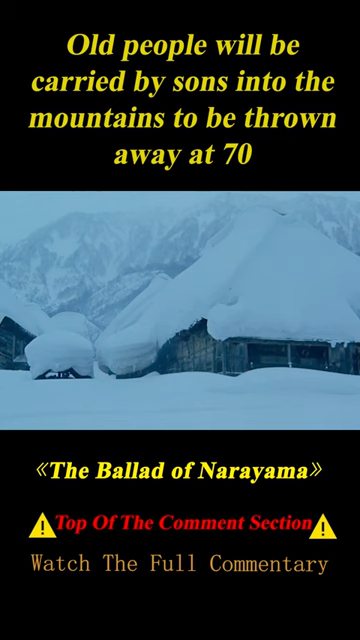 Old people will be
carried by sons into the
mountains to be thrown
away at 70
《The Ballad of Narayama》
Top Of The Comment Section
Watch The Full Commentary